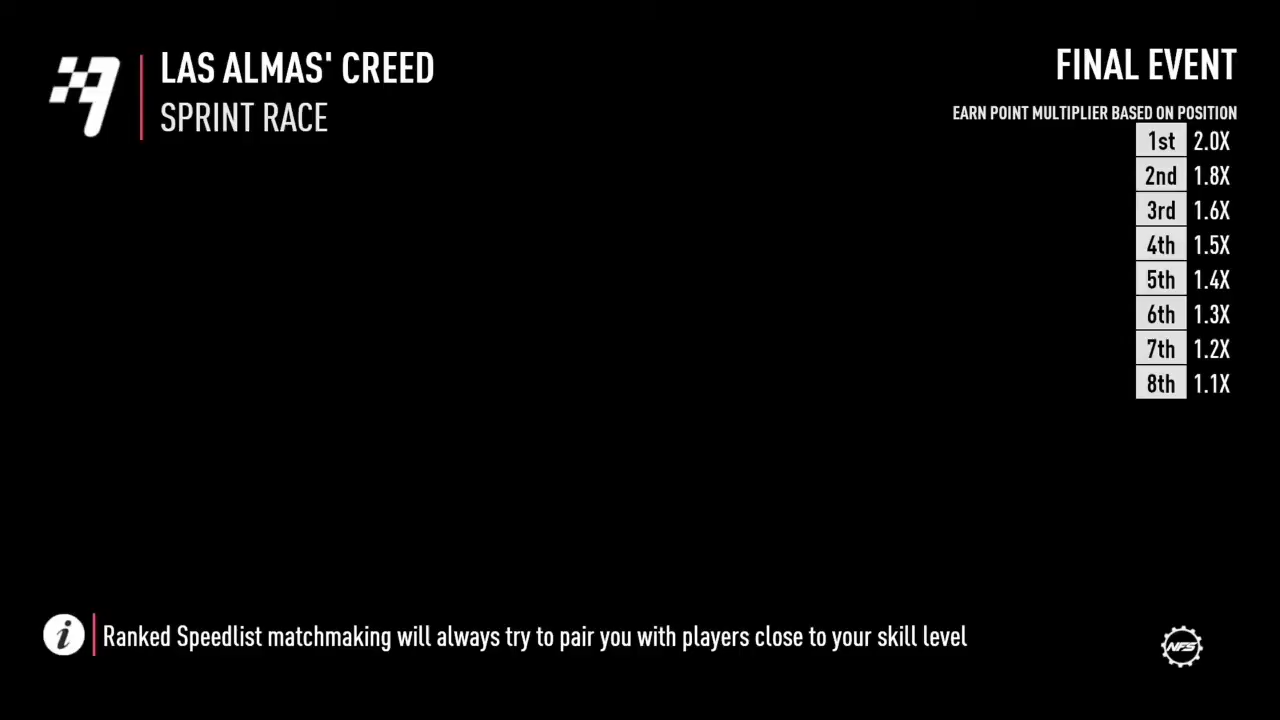 LAS ALMAS' CREED
SPRINT RACE
FINAL EVENT
EARN POINT MULTIPLIER BASED ON POSITION
1st 2.0X
2nd 1.8X
3rd 1.6X
4th 1.5X
5th 1.4X
6th 1.3X
7th 1.2X
8th 1.1X
i Ranked Speedlist matchmaking will always try to pair you with players close to your skill level
NFS